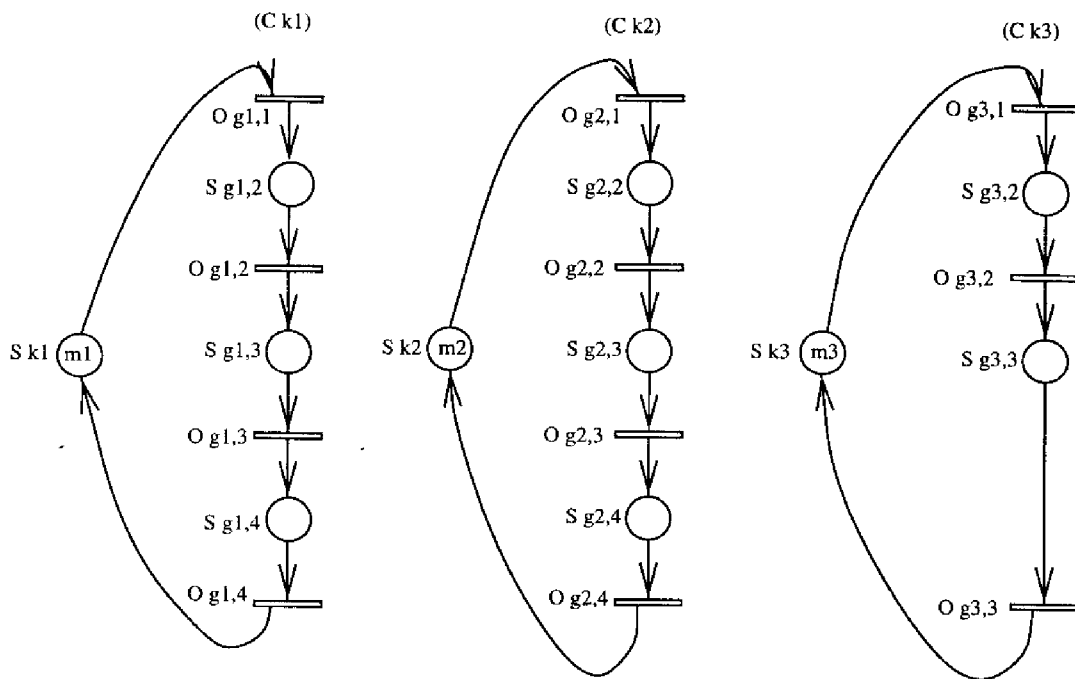 (C k1)
O g1,1
S g1,2
O g1,2
S k1
m1
S g1,3
O g1,3
S g1,4
O g1,4
(C k2)
O g2,1
S g2,2
O g2,2
S k2
m2
S g2,3
O g2,3
S g2,4
O g2,4
(C k3)
O g3,1
S g3,2
O g3,2
S k3
m3
S g3,3
O g3,3